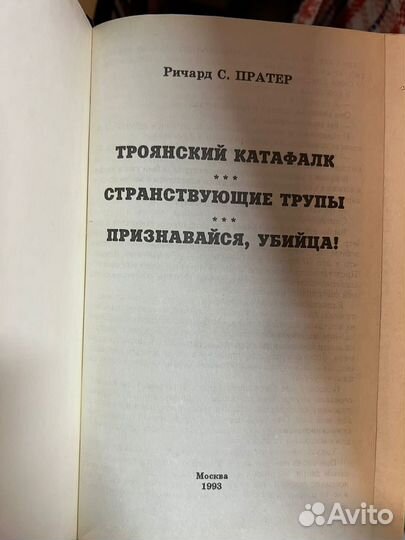 Ричард С. ПРАТЕР
ТРОЯНСКИЙ КАТАФАЛК
***
СТРАНСТВУЮЩИЕ ТРУПЫ
***
ПРИЗНАВАЙСЯ, УБИЙЦА!
Москва
1993
Avito